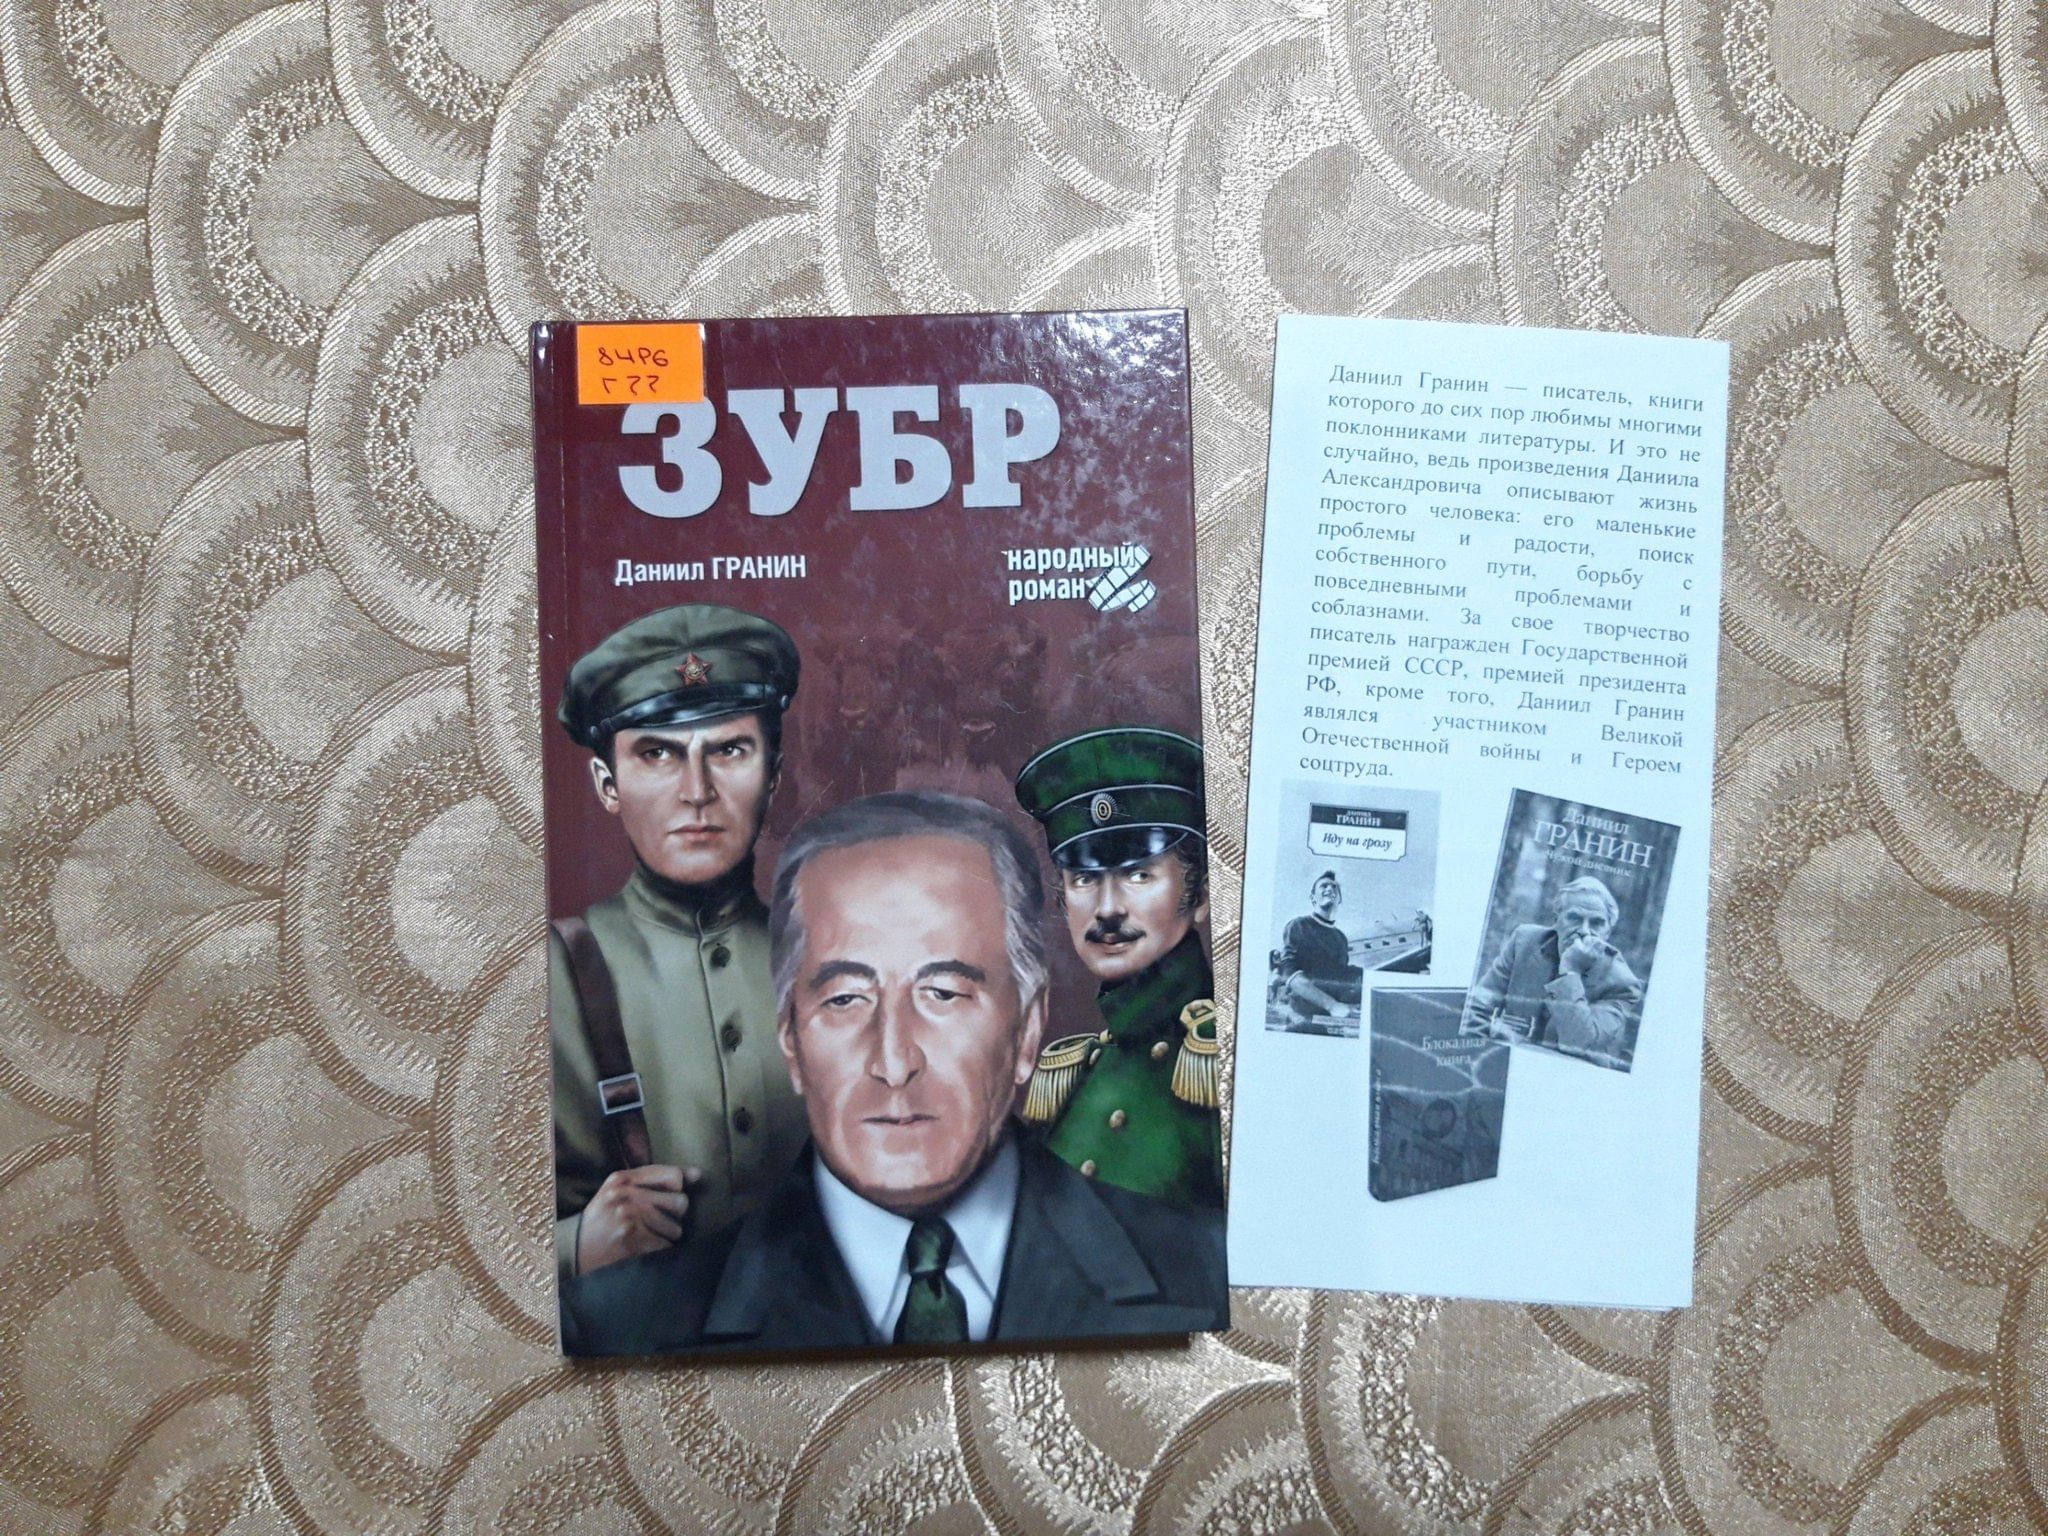 84Р6
Г 22
ЗУБР
Даниил ГРАНИН
народный
роман
Даниил Гранин — писатель, книги
которого до сих пор любимы многими
поклонниками литературы. И это не
случайно, ведь произведения Даниила
Александровича описывают жизнь
простого человека: его маленькие
проблемы и радости, поиск
собственного пути, борьбу с
повседневными проблемами и
соблазнами. За свое творчество
писатель награжден Государственной
премией СССР, премией президента
РФ, кроме того, Даниил Гранин
являлся участником Великой
Отечественной войны и Героем
соцтруда.
ДАНИИЛ
ГРАНИН
Иду на грозу
Даниил
ГРАНИН
Блокадная
книга